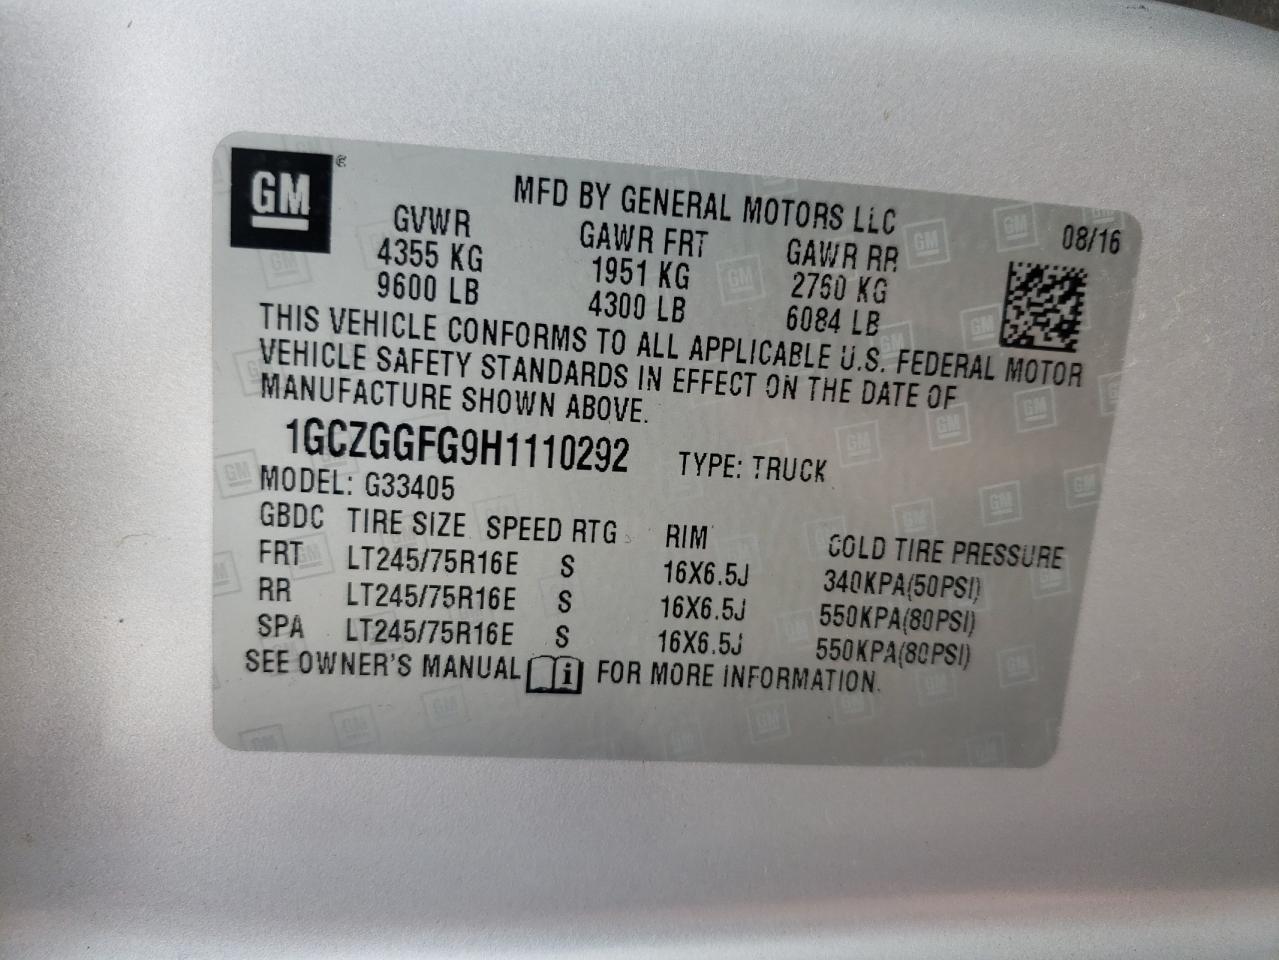 GM
MFD BY GENERAL MOTORS LLC
08/16
GVWR GAWR FRT GAWR RR
4355 KG 1951 KG 2760 KG
9600 LB 4300 LB 6084 LB
THIS VEHICLE CONFORMS TO ALL APPLICABLE U.S. FEDERAL MOTOR
VEHICLE SAFETY STANDARDS IN EFFECT ON THE DATE OF
MANUFACTURE SHOWN ABOVE.
1GCZGGFG9H1110292 TYPE: TRUCK
MODEL: G33405
GBDC TIRE SIZE SPEED RTG RIM COLD TIRE PRESSURE
FRT LT245/75R16E S 16X6.5J 340KPA(50PSI)
RR LT245/75R16E S 16X6.5J 550KPA(80PSI)
SPA LT245/75R16E S 16X6.5J 550KPA(80PSI)
SEE OWNER'S MANUAL FOR MORE INFORMATION.